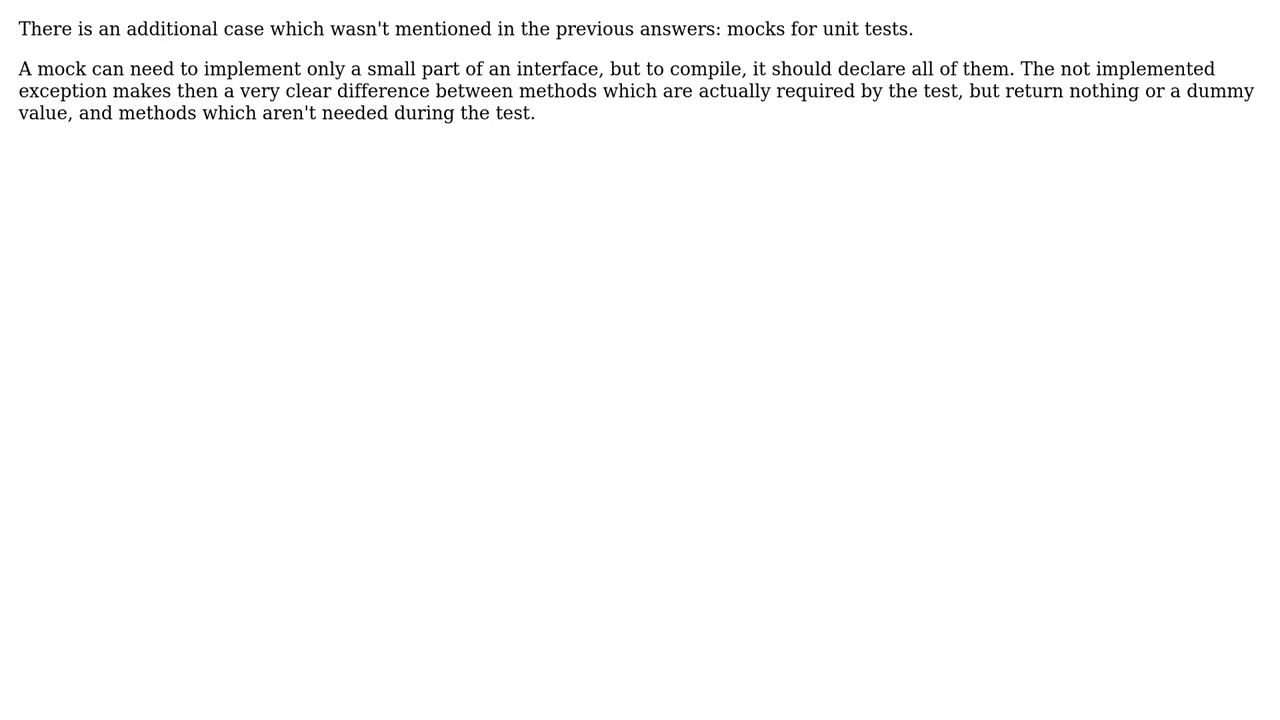 There is an additional case which wasn't mentioned in the previous answers: mocks for unit tests.
A mock can need to implement only a small part of an interface, but to compile, it should declare all of them. The not implemented
exception makes then a very clear difference between methods which are actually required by the test, but return nothing or a dummy
value, and methods which aren't needed during the test.